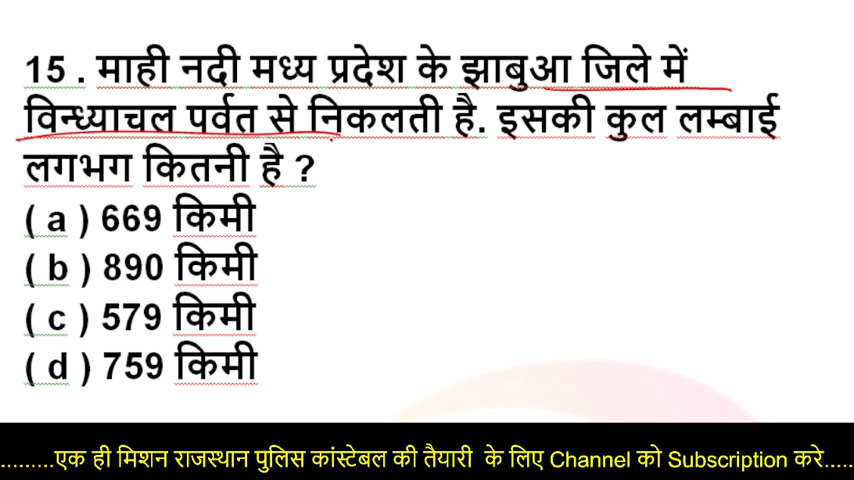 15 . माही नदी मध्य प्रदेश के झाबुआ जिले में
विन्ध्याचल पर्वत से निकलती है. इसकी कुल लम्बाई
लगभग कितनी है ?
( a ) 669 किमी
( b ) 890 किमी
( c ) 579 किमी
( d ) 759 किमी
.........एक ही मिशन राजस्थान पुलिस कांस्टेबल की तैयारी के लिए Channel को Subscription करे.....